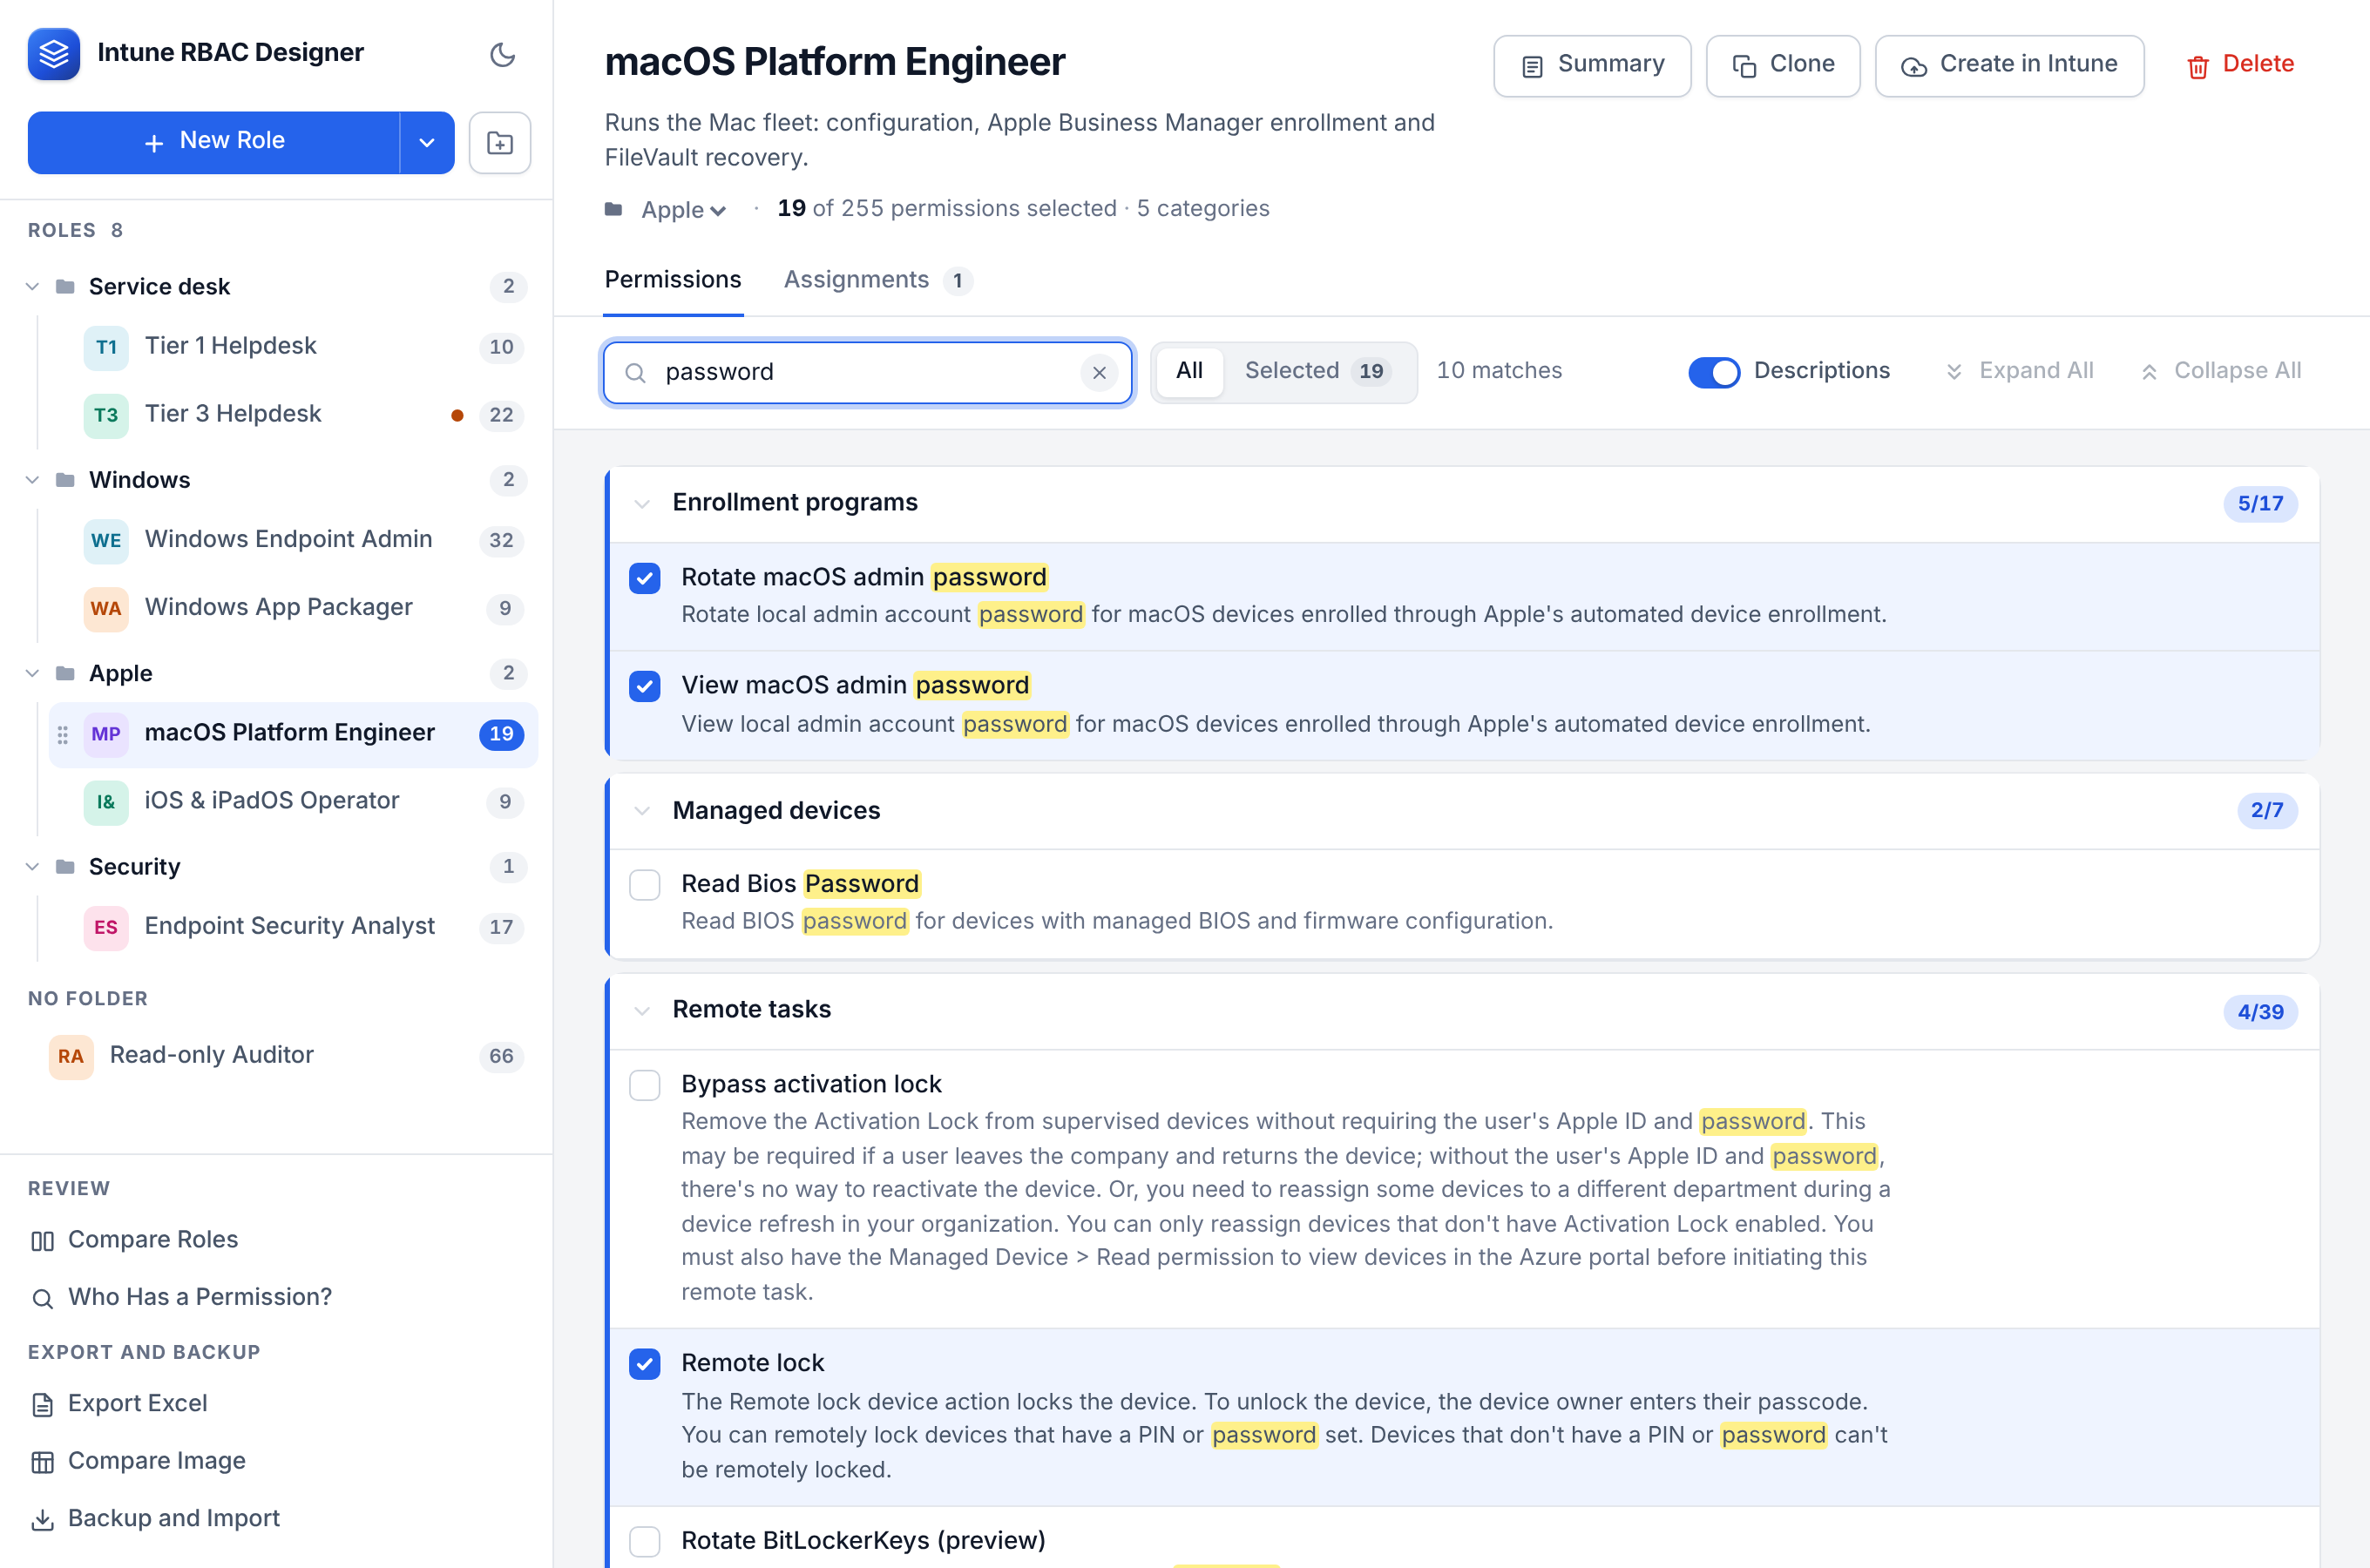 Intune RBAC Designer
New Role
ROLES 8
Service desk 2
T1 Tier 1 Helpdesk 10
T3 Tier 3 Helpdesk 22
Windows 2
WE Windows Endpoint Admin 32
WA Windows App Packager 9
Apple 2
MP macOS Platform Engineer 19
I& iOS & iPadOS Operator 9
Security 1
ES Endpoint Security Analyst 17
NO FOLDER
RA Read-only Auditor 66
REVIEW
Compare Roles
Who Has a Permission?
EXPORT AND BACKUP
Export Excel
Compare Image
Backup and Import
macOS Platform Engineer
Summary
Clone
Create in Intune
Delete
Runs the Mac fleet: configuration, Apple Business Manager enrollment and
FileVault recovery.
Apple · 19 of 255 permissions selected · 5 categories
Permissions
Assignments 1
password
All
Selected 19
10 matches
Descriptions
Expand All
Collapse All
Enrollment programs 5/17
Rotate macOS admin password
Rotate local admin account password for macOS devices enrolled through Apple's automated device enrollment.
View macOS admin password
View local admin account password for macOS devices enrolled through Apple's automated device enrollment.
Managed devices 2/7
Read Bios Password
Read BIOS password for devices with managed BIOS and firmware configuration.
Remote tasks 4/39
Bypass activation lock
Remove the Activation Lock from supervised devices without requiring the user's Apple ID and password. This
may be required if a user leaves the company and returns the device; without the user's Apple ID and password,
there's no way to reactivate the device. Or, you need to reassign some devices to a different department during a
device refresh in your organization. You can only reassign devices that don't have Activation Lock enabled. You
must also have the Managed Device > Read permission to view devices in the Azure portal before initiating this
remote task.
Remote lock
The Remote lock device action locks the device. To unlock the device, the device owner enters their passcode.
You can remotely lock devices that have a PIN or password set. Devices that don't have a PIN or password can't
be remotely locked.
Rotate BitLockerKeys (preview)